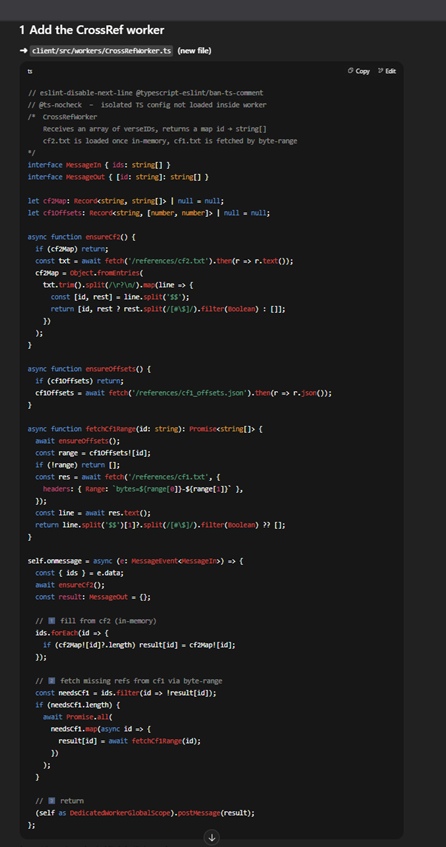 1 Add the CrossRef worker
→ client/src/workers/CrossRefWorker.ts (new file)
ts Copy Edit
// eslint-disable-next-line @typescript-eslint/ban-ts-comment
// @ts-nocheck – isolated TS config not loaded inside worker
/* CrossRefWorker
Receives an array of verseIDs, returns a map id → string[]
cf2.txt is loaded once in-memory, cf1.txt is fetched by byte-range
*/
interface MessageIn { ids: string[] }
interface MessageOut { [id: string]: string[] }
let cf2Map: Record<string, string[]> | null = null;
let cf1Offsets: Record<string, [number, number]> | null = null;
async function ensureCf2() {
if (cf2Map) return;
const txt = await fetch('/references/cf2.txt').then(r => r.text());
cf2Map = Object.fromEntries(
txt.trim().split(/\r?\n/).map(line => {
const [id, rest] = line.split('$$');
return [id, rest ? rest.split(/[#\$]/).filter(Boolean) : []];
})
);
}
async function ensureOffsets() {
if (cf1Offsets) return;
cf1Offsets = await fetch('/references/cf1_offsets.json').then(r => r.json());
}
async function fetchCf1Range(id: string): Promise<string[]> {
await ensureOffsets();
const range = cf1Offsets![id];
if (!range) return [];
const res = await fetch('/references/cf1.txt', {
headers: { Range: `bytes=${range[0]}-${range[1]}` },
});
const line = await res.text();
return line.split('$$')[1]?.split(/[#\$]/).filter(Boolean) ?? [];
}
self.onmessage = async (e: MessageEvent<MessageIn>) => {
const { ids } = e.data;
await ensureCf2();
const result: MessageOut = {};
// fill from cf2 (in-memory)
ids.forEach(id => {
if (cf2Map![id]?.length) result[id] = cf2Map![id];
});
// fetch missing refs from cf1 via byte-range
const needsCf1 = ids.filter(id => !result[id]);
if (needsCf1.length) {
await Promise.all(
needsCf1.map(async id => {
result[id] = await fetchCf1Range(id);
})
);
}
// return
(self as DedicatedWorkerGlobalScope).postMessage(result);
};